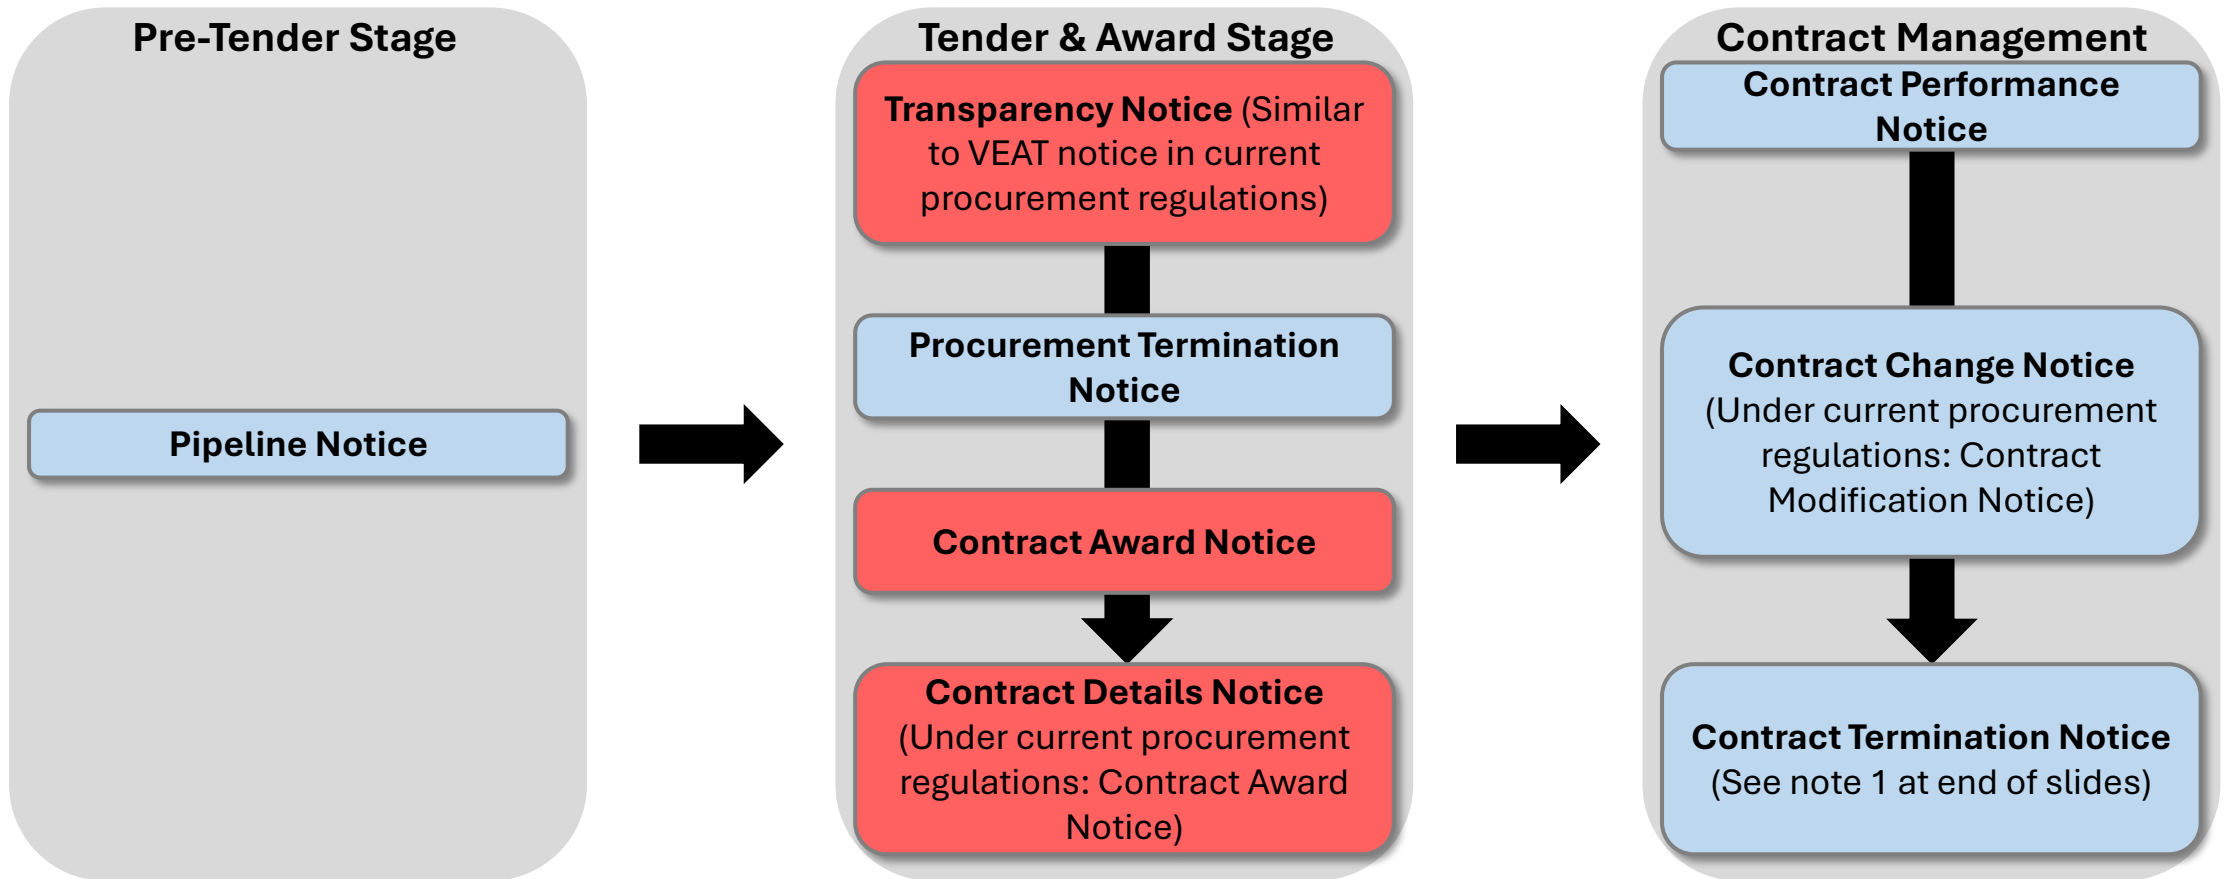 Pre-Tender Stage
Pipeline Notice
Tender & Award Stage
Transparency Notice (Similar
to VEAT notice in current
procurement regulations)
Procurement Termination
Notice
Contract Award Notice
Contract Details Notice
(Under current procurement
regulations: Contract Award
Notice)
Contract Management
Contract Performance
Notice
Contract Change Notice
(Under current procurement
regulations: Contract
Modification Notice)
Contract Termination Notice
(See note 1 at end of slides)